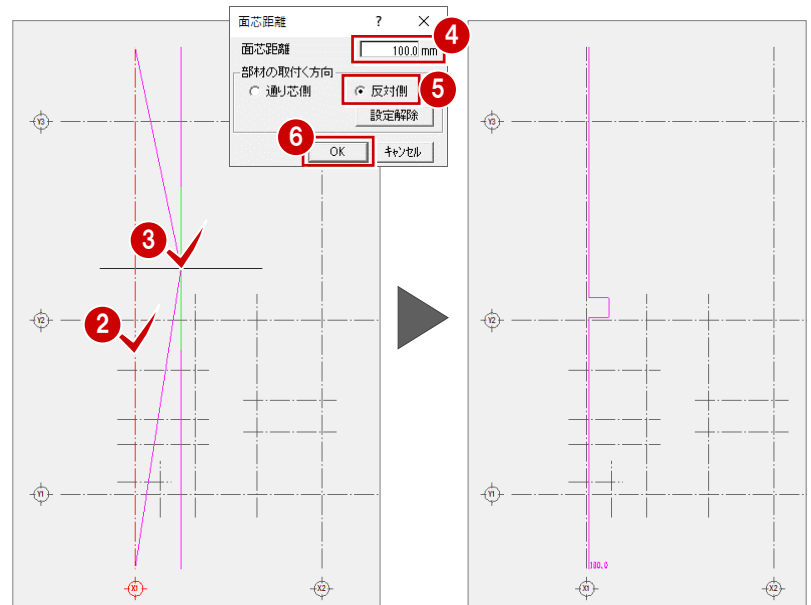 面芯距離 ? ×
面芯距離 100.0 mm 4
部材の取付く方向
通り芯側 反対側 5
設定解除
6
OK キャンセル
Y3
3
2
Y2
Y1
X1 X2
Y3
Y2
Y1
100.0
X1 X2